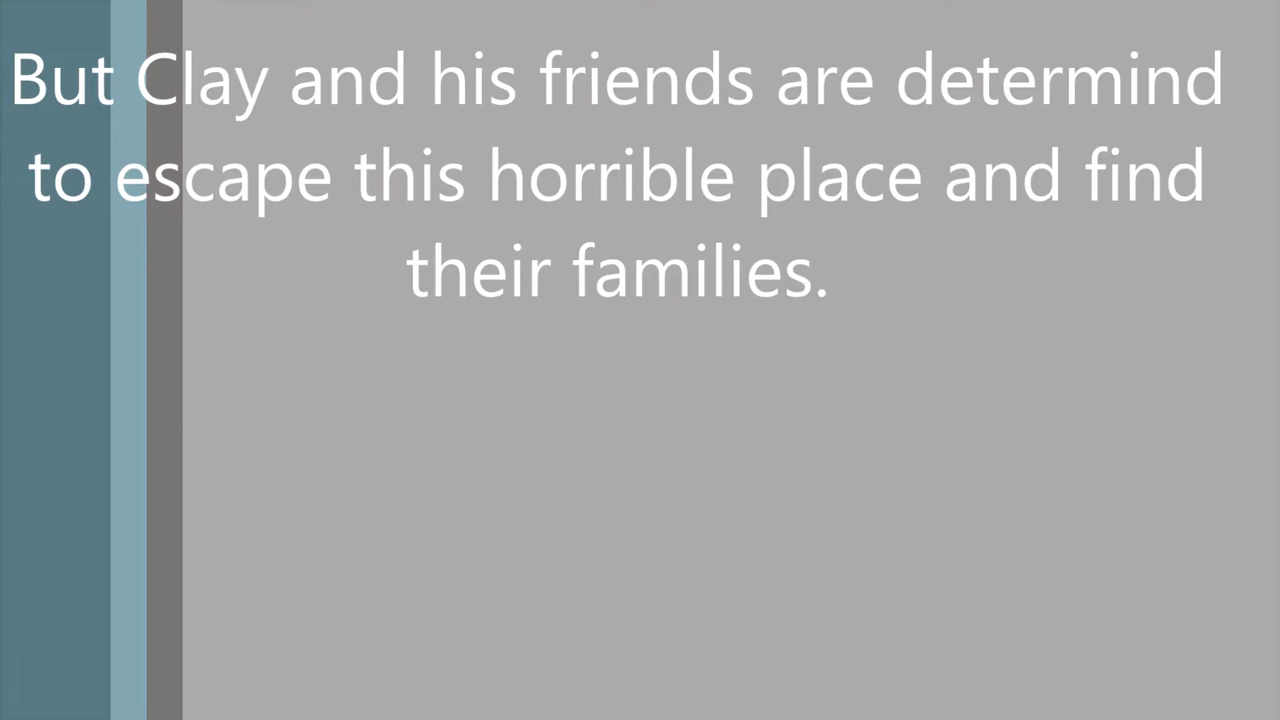 But Clay and his friends are determind
to escape this horrible place and find
their families.